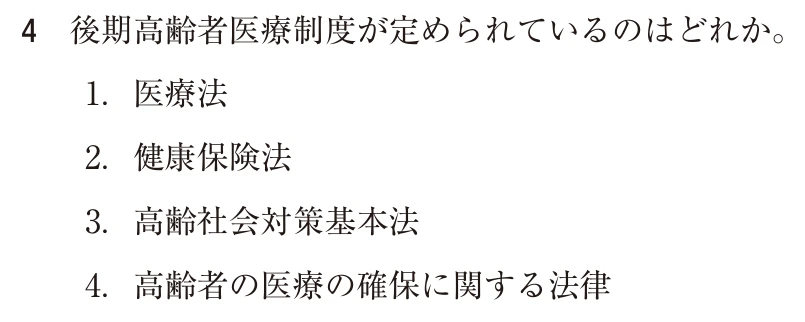 4 後期高齢者医療制度が定められているのはどれか。
1. 医療法
2. 健康保険法
3. 高齢社会対策基本法
4. 高齢者の医療の確保に関する法律